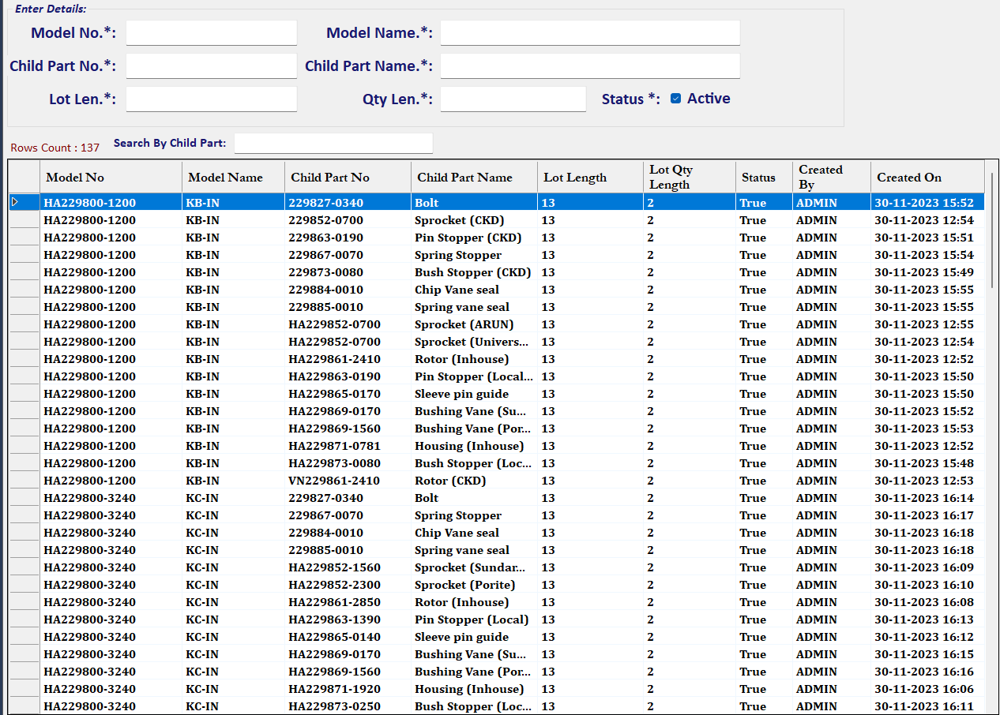 Enter Details:
Model No.*: Model Name.*:
Child Part No.*: Child Part Name.*:
Lot Len.*: Qty Len.*: Status *: Active
Rows Count : 137 Search By Child Part:
Model No Model Name Child Part No Child Part Name Lot Length Lot Qty Length Status Created By Created On
HA229800-1200 KB-IN 229827-0340 Bolt 13 2 True ADMIN 30-11-2023 15:52
HA229800-1200 KB-IN 229852-0700 Sprocket (CKD) 13 2 True ADMIN 30-11-2023 12:54
HA229800-1200 KB-IN 229863-0190 Pin Stopper (CKD) 13 2 True ADMIN 30-11-2023 15:51
HA229800-1200 KB-IN 229867-0070 Spring Stopper 13 2 True ADMIN 30-11-2023 15:54
HA229800-1200 KB-IN 229873-0080 Bush Stopper (CKD) 13 2 True ADMIN 30-11-2023 15:49
HA229800-1200 KB-IN 229884-0010 Chip Vane seal 13 2 True ADMIN 30-11-2023 15:55
HA229800-1200 KB-IN 229885-0010 Spring vane seal 13 2 True ADMIN 30-11-2023 15:55
HA229800-1200 KB-IN HA229852-0700 Sprocket (ARUN) 13 2 True ADMIN 30-11-2023 12:55
HA229800-1200 KB-IN HA229852-0700 Sprocket (Univers... 13 2 True ADMIN 30-11-2023 12:54
HA229800-1200 KB-IN HA229861-2410 Rotor (Inhouse) 13 2 True ADMIN 30-11-2023 12:52
HA229800-1200 KB-IN HA229863-0190 Pin Stopper (Local... 13 2 True ADMIN 30-11-2023 15:50
HA229800-1200 KB-IN HA229865-0170 Sleeve pin guide 13 2 True ADMIN 30-11-2023 15:50
HA229800-1200 KB-IN HA229869-0170 Bushing Vane (Su... 13 2 True ADMIN 30-11-2023 15:52
HA229800-1200 KB-IN HA229869-1560 Bushing Vane (Por... 13 2 True ADMIN 30-11-2023 15:53
HA229800-1200 KB-IN HA229871-0781 Housing (Inhouse) 13 2 True ADMIN 30-11-2023 12:52
HA229800-1200 KB-IN HA229873-0080 Bush Stopper (Loc... 13 2 True ADMIN 30-11-2023 15:48
HA229800-1200 KB-IN VN229861-2410 Rotor (CKD) 13 2 True ADMIN 30-11-2023 12:53
HA229800-3240 KC-IN 229827-0340 Bolt 13 2 True ADMIN 30-11-2023 16:14
HA229800-3240 KC-IN 229867-0070 Spring Stopper 13 2 True ADMIN 30-11-2023 16:17
HA229800-3240 KC-IN 229884-0010 Chip Vane seal 13 2 True ADMIN 30-11-2023 16:18
HA229800-3240 KC-IN 229885-0010 Spring vane seal 13 2 True ADMIN 30-11-2023 16:18
HA229800-3240 KC-IN HA229852-1560 Sprocket (Sundar... 13 2 True ADMIN 30-11-2023 16:09
HA229800-3240 KC-IN HA229852-2300 Sprocket (Porite) 13 2 True ADMIN 30-11-2023 16:10
HA229800-3240 KC-IN HA229861-2850 Rotor (Inhouse) 13 2 True ADMIN 30-11-2023 16:08
HA229800-3240 KC-IN HA229863-1390 Pin Stopper (Local) 13 2 True ADMIN 30-11-2023 16:13
HA229800-3240 KC-IN HA229865-0140 Sleeve pin guide 13 2 True ADMIN 30-11-2023 16:12
HA229800-3240 KC-IN HA229869-0170 Bushing Vane (Su... 13 2 True ADMIN 30-11-2023 16:15
HA229800-3240 KC-IN HA229869-1560 Bushing Vane (Por... 13 2 True ADMIN 30-11-2023 16:16
HA229800-3240 KC-IN HA229871-1920 Housing (Inhouse) 13 2 True ADMIN 30-11-2023 16:06
HA229800-3240 KC-IN HA229873-0250 Bush Stopper (Loc... 13 2 True ADMIN 30-11-2023 16:11